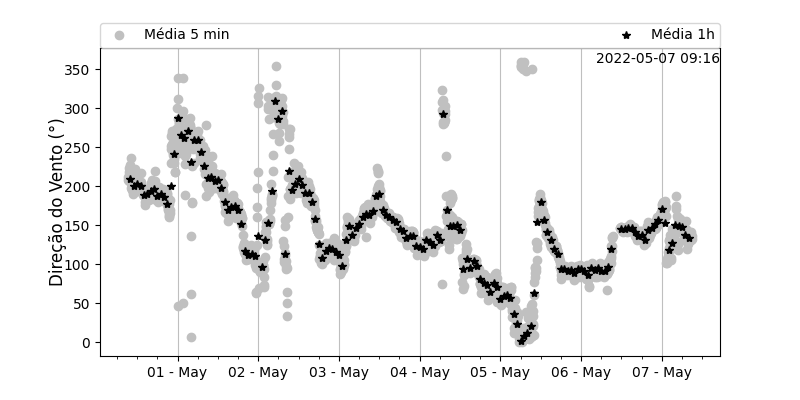 Média 5 min
Média 1h
2022-05-07 09:16
Direção do Vento (°)
350
300
250
200
150
100
50
0
01 - May
02 - May
03 - May
04 - May
05 - May
06 - May
07 - May